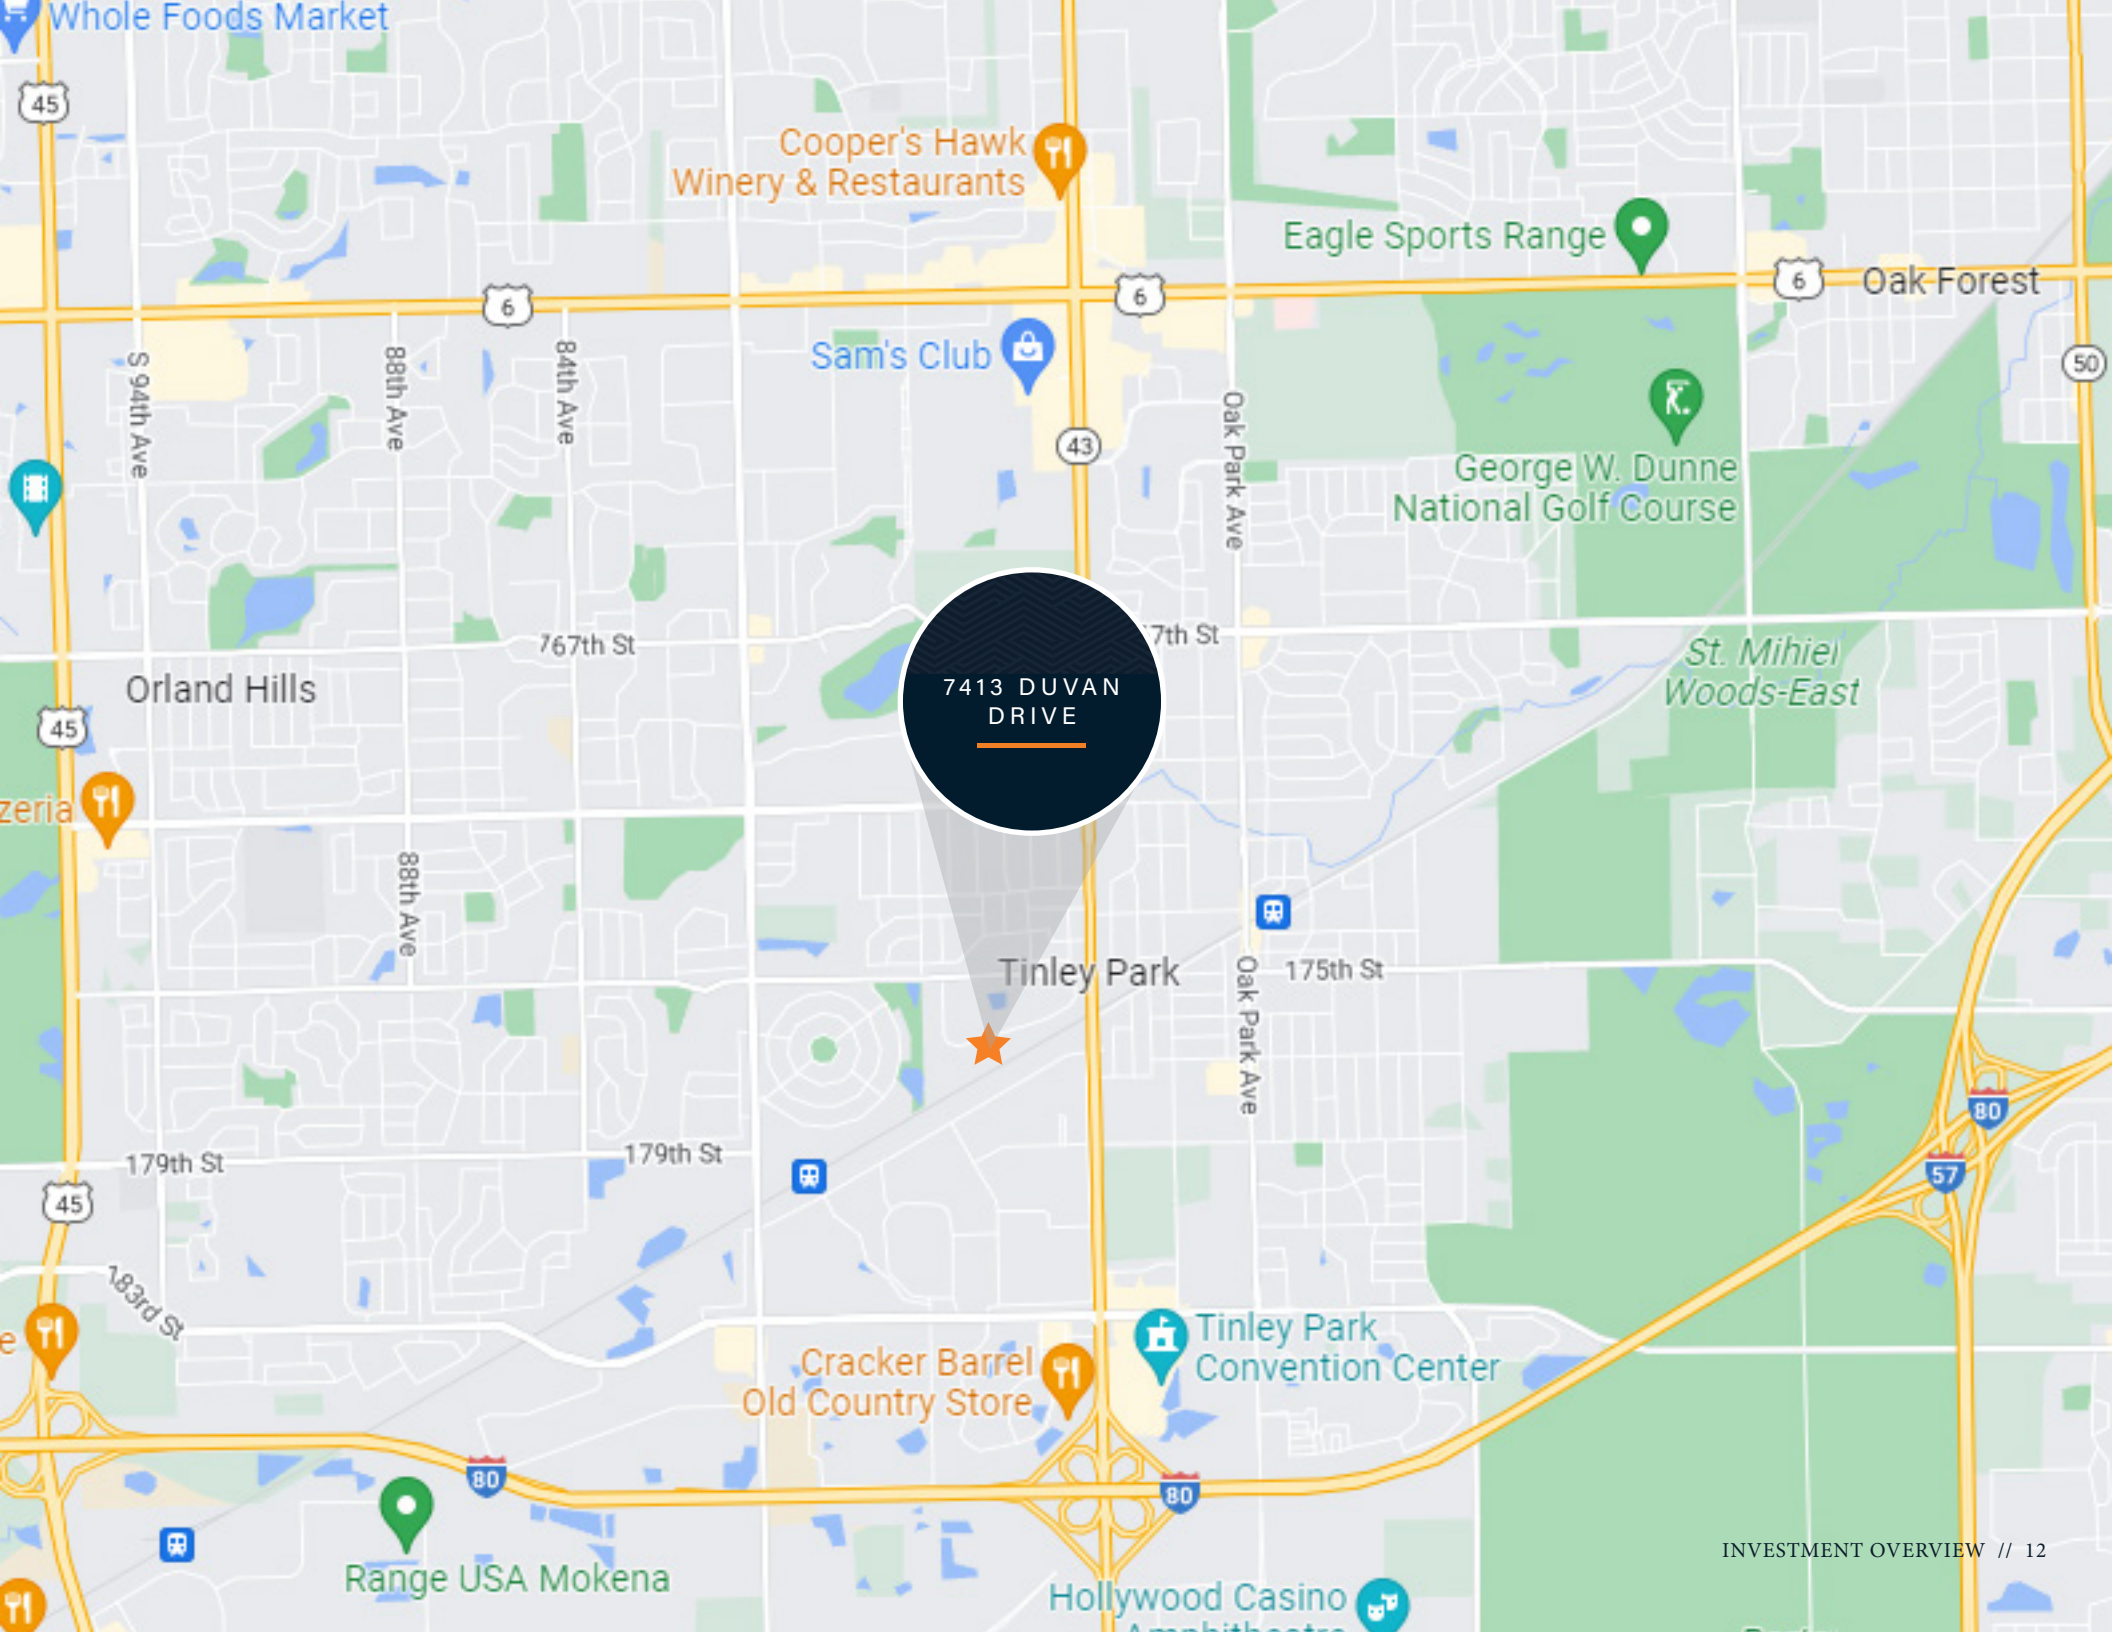 Whole Foods Market
45
Cooper's Hawk
Winery & Restaurants
Eagle Sports Range
6
6
6
Oak Forest
S 94th Ave
88th Ave
84th Ave
Sam's Club
50
43
Oak Park Ave
George W. Dunne
National Golf Course
767th St
7th St
St. Mihiel
Woods-East
Orland Hills
7413 DUVAN
DRIVE
45
zeria
88th Ave
Tinley Park
175th St
Oak Park Ave
80
57
179th St
179th St
45
183rd St
e
Tinley Park
Convention Center
Cracker Barrel
Old Country Store
80
80
Range USA Mokena
INVESTMENT OVERVIEW // 12
Hollywood Casino